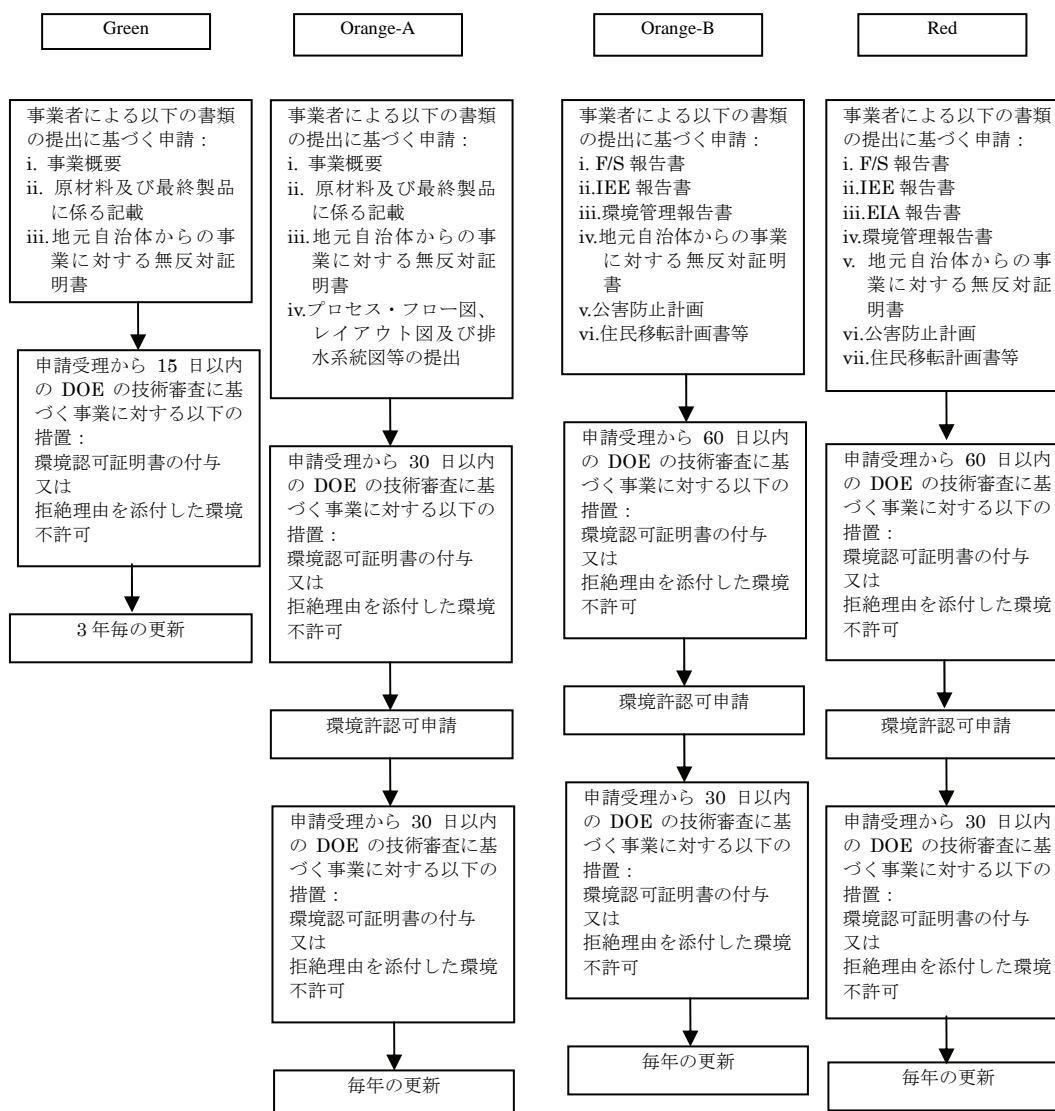 Green
事業者による以下の書類
の提出に基づく申請：
i. 事業概要
ii. 原材料及び最終製品
に係る記載
iii.地元自治体からの事
業に対する無反対証
明書
申請受理から 15 日以内
の DOE の技術審査に基
づく事業に対する以下の
措置：
環境認可証明書の付与
又は
拒絶理由を添付した環境
不許可
3 年毎の更新
Orange-A
事業者による以下の書類
の提出に基づく申請：
i. 事業概要
ii. 原材料及び最終製品
に係る記載
iii.地元自治体からの事
業に対する無反対証
明書
iv.プロセス・フロー図、
レイアウト図及び排
水系統図等の提出
申請受理から 30 日以内
の DOE の技術審査に基
づく事業に対する以下の
措置：
環境認可証明書の付与
又は
拒絶理由を添付した環境
不許可
環境許認可申請
申請受理から 30 日以内
の DOE の技術審査に基
づく事業に対する以下の
措置：
環境認可証明書の付与
又は
拒絶理由を添付した環境
不許可
毎年の更新
Orange-B
事業者による以下の書類
の提出に基づく申請：
i. F/S 報告書
ii.IEE 報告書
iii.環境管理報告書
iv.地元自治体からの事業
に対する無反対証明
書
v.公害防止計画
vi.住民移転計画書等
申請受理から 60 日以内
の DOE の技術審査に基
づく事業に対する以下の
措置：
環境認可証明書の付与
又は
拒絶理由を添付した環境
不許可
環境許認可申請
申請受理から 30 日以内
の DOE の技術審査に基
づく事業に対する以下の
措置：
環境認可証明書の付与
又は
拒絶理由を添付した環境
不許可
毎年の更新
Red
事業者による以下の書類
の提出に基づく申請：
i. F/S 報告書
ii.IEE 報告書
iii.EIA 報告書
iv.環境管理報告書
v. 地元自治体からの事
業に対する無反対証
明書
vi.公害防止計画
vii.住民移転計画書等
申請受理から 60 日以内
の DOE の技術審査に基
づく事業に対する以下の
措置：
環境認可証明書の付与
又は
拒絶理由を添付した環境
不許可
環境許認可申請
申請受理から 30 日以内
の DOE の技術審査に基
づく事業に対する以下の
措置：
環境認可証明書の付与
又は
拒絶理由を添付した環境
不許可
毎年の更新